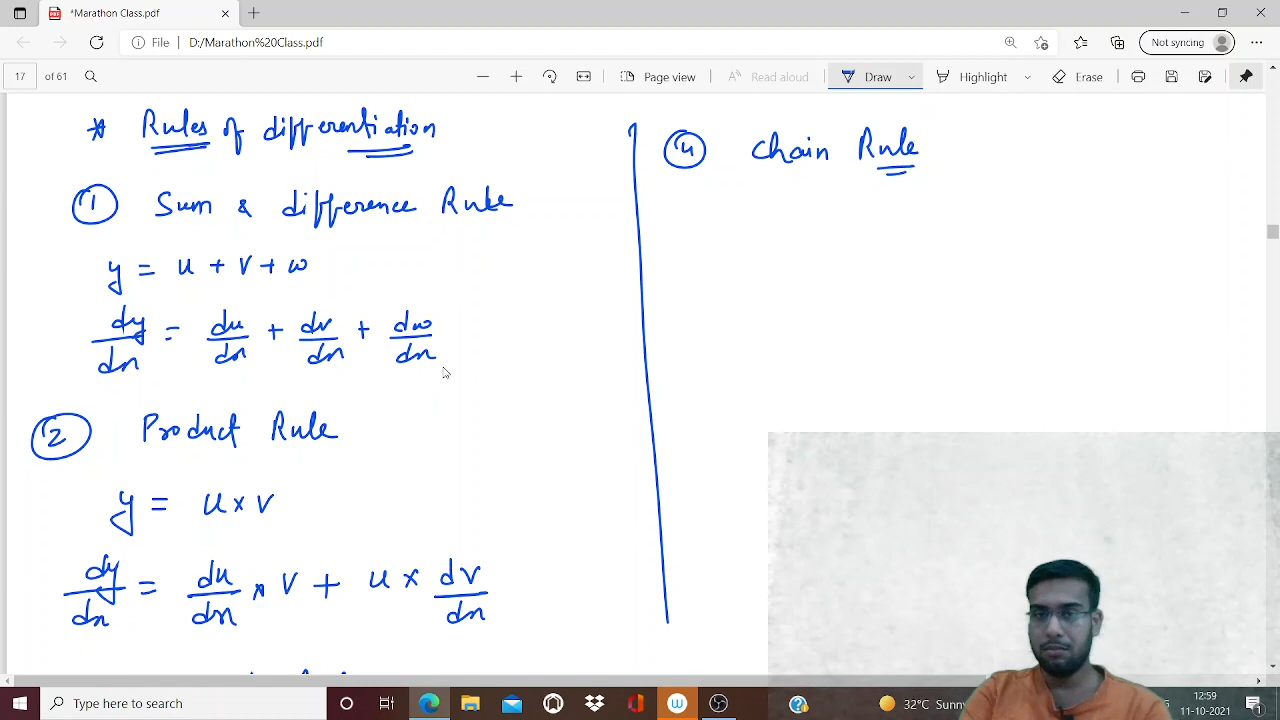 *Marathon Class.pdf
File | D:/Marathon%20Class.pdf
Not syncing
17 of 61
Page view
Read aloud
Draw
Highlight
Erase
* Rules of differentiation
① Sum & difference Rule
y = u + v + w
dy/dx = du/dx + dv/dx + dw/dx
② Product Rule
y = u × v
dy/dx = du/dx × v + u × dv/dx
④ Chain Rule
Type here to search
32°C Sunny
12:59
11-10-2021